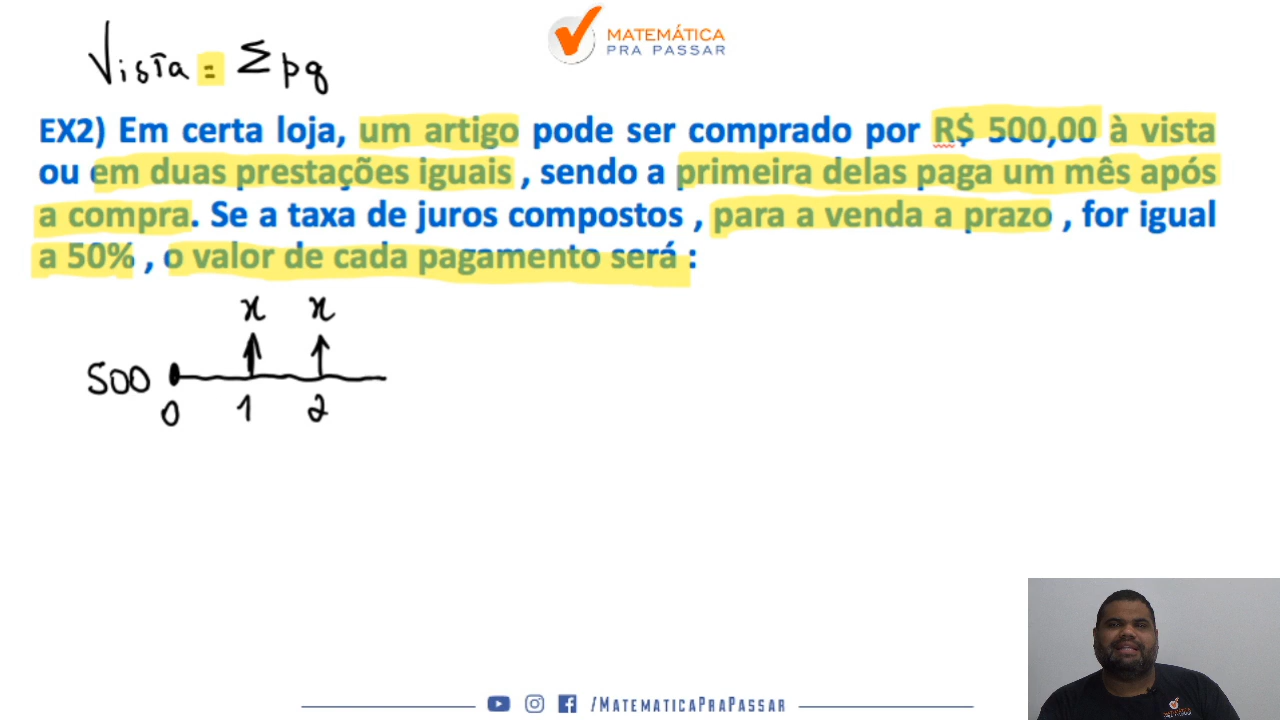 MATEMÁTICA
PRA PASSAR
Vista = Σ pg
EX2) Em certa loja, um artigo pode ser comprado por R$ 500,00 à vista
ou em duas prestações iguais , sendo a primeira delas paga um mês após
a compra. Se a taxa de juros compostos , para a venda a prazo , for igual
a 50% , o valor de cada pagamento será :
x x
500
0 1 2
/MATEMATICAPRAPASSAR